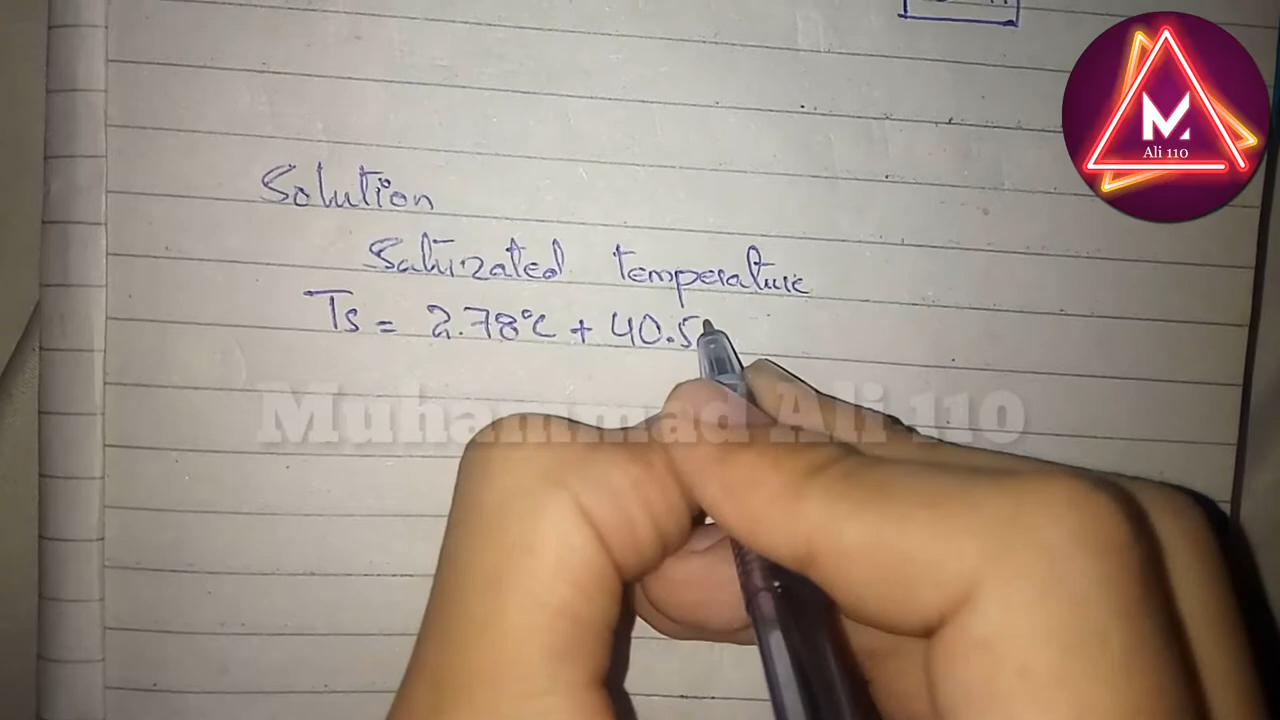 M
Ali 110
Solution
Saturated temperature
Ts = 2.78°C + 40.5
Muhammad Ali 110